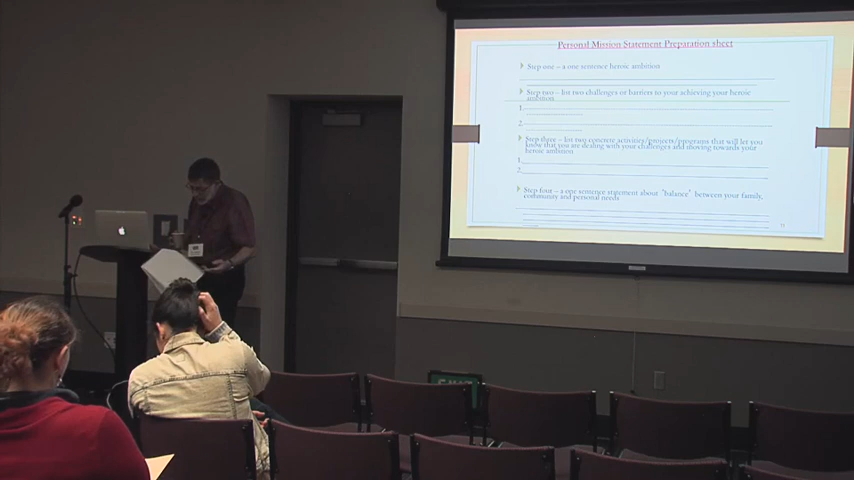 Personal Mission Statement Preparation sheet
Step one – a one sentence heroic ambition
Step two – list two challenges or barriers to your achieving your heroic
ambition
1.
2.
Step three – list two concrete activities/projects/programs that will let you
know that you are dealing with your challenges and moving towards your
heroic ambition
1.
2.
Step four – a one sentence statement about "balance" between your family,
community and personal needs